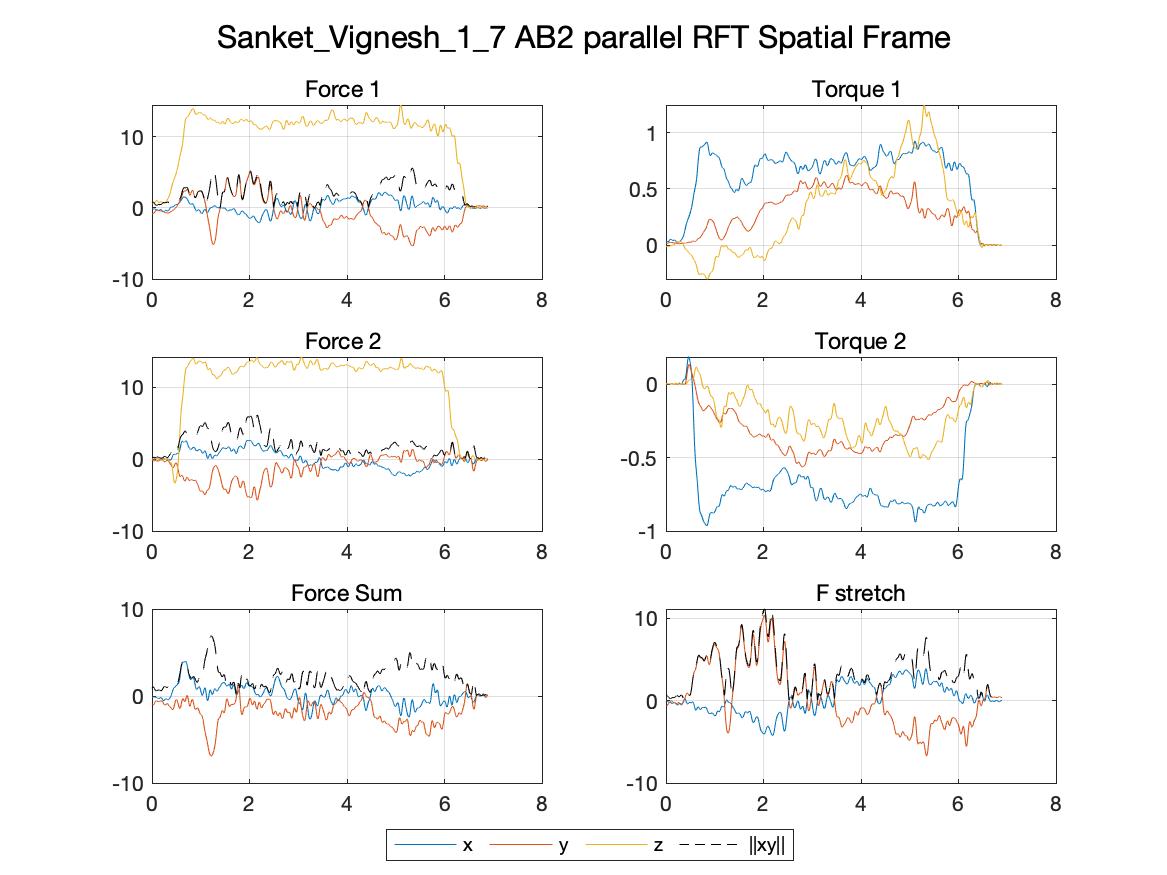 Sanket_Vignesh_1_7 AB2 parallel RFT Spatial Frame
Force 1
10
0
-10
0 2 4 6 8
Torque 1
1
0.5
0
0 2 4 6 8
Force 2
10
0
-10
0 2 4 6 8
Torque 2
0
-0.5
-1
0 2 4 6 8
Force Sum
10
0
-10
0 2 4 6 8
F stretch
10
0
-10
0 2 4 6 8
x y z ||xy||